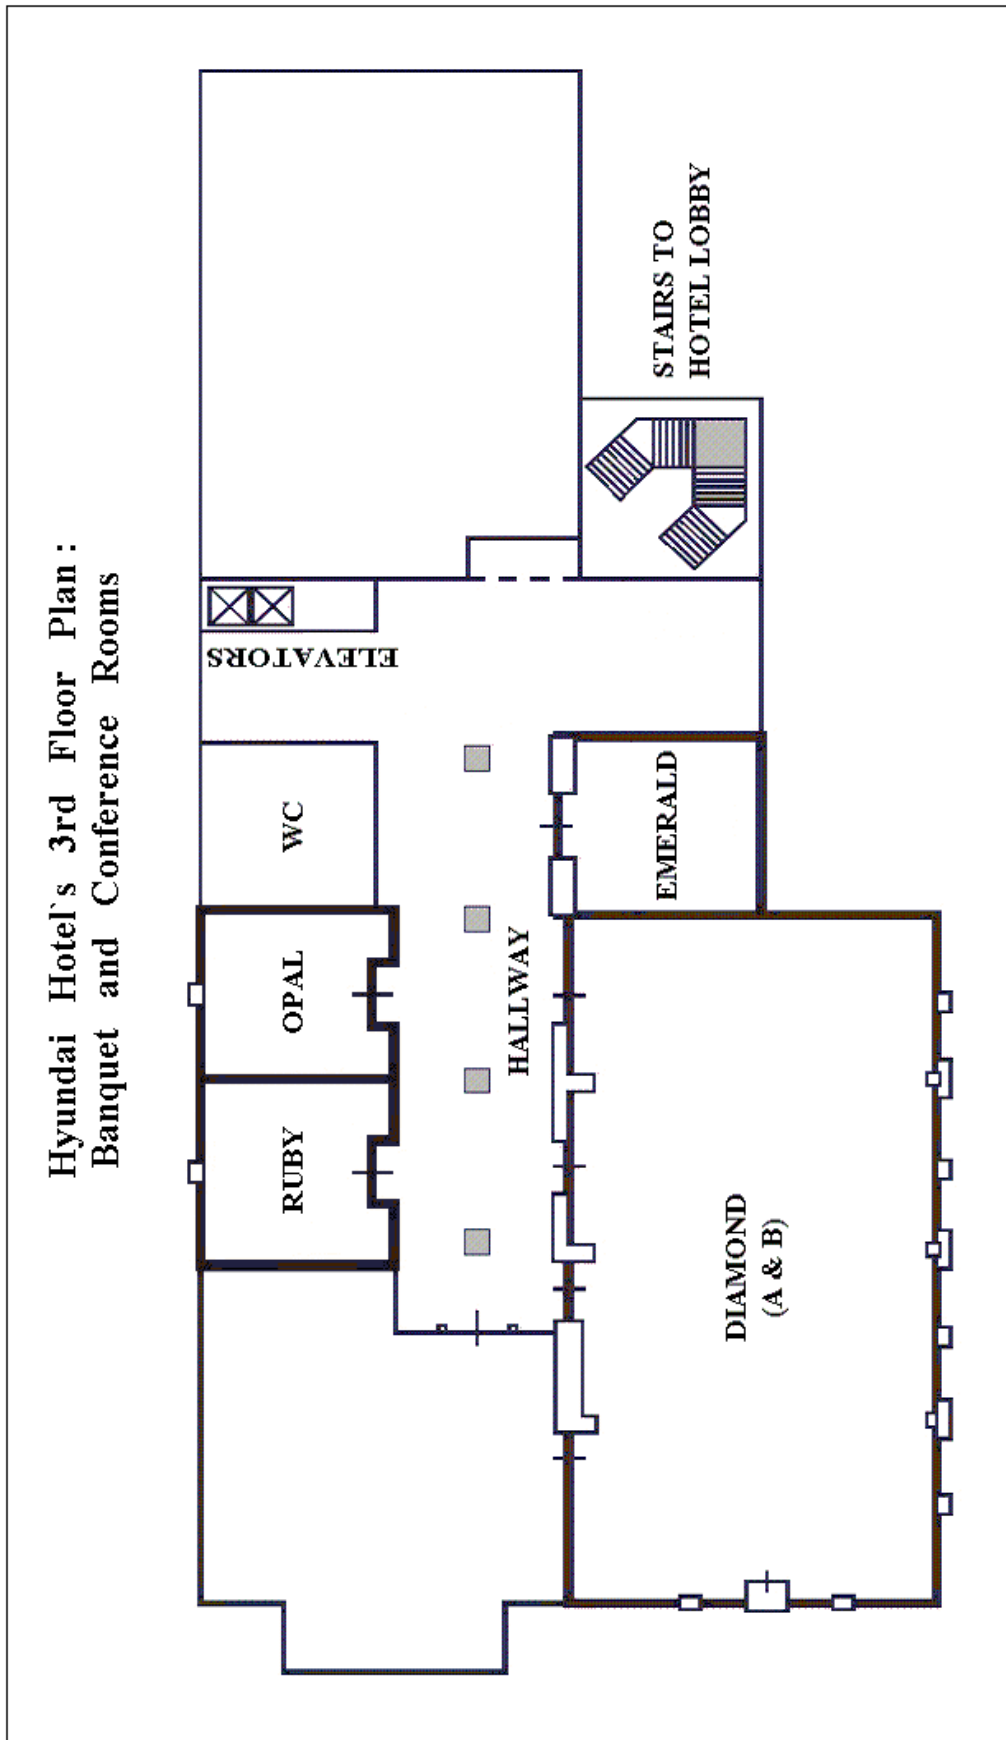 Hyundai Hotel`s 3rd Floor Plan :
Banquet and Conference Rooms
RUBY
OPAL
WC
ELEVATORS
HALLWAY
STAIRS TO
HOTEL LOBBY
EMERALD
DIAMOND
(A & B)